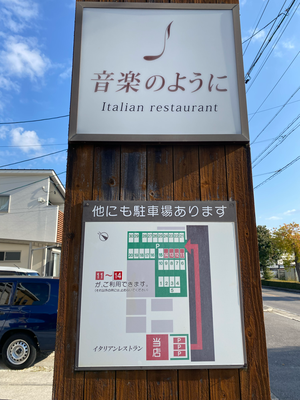 音楽のように
Italian restaurant
他にも駐車場あります
P
11～14
がご利用できます。
イタリアンレストラン
当店
P
P
P